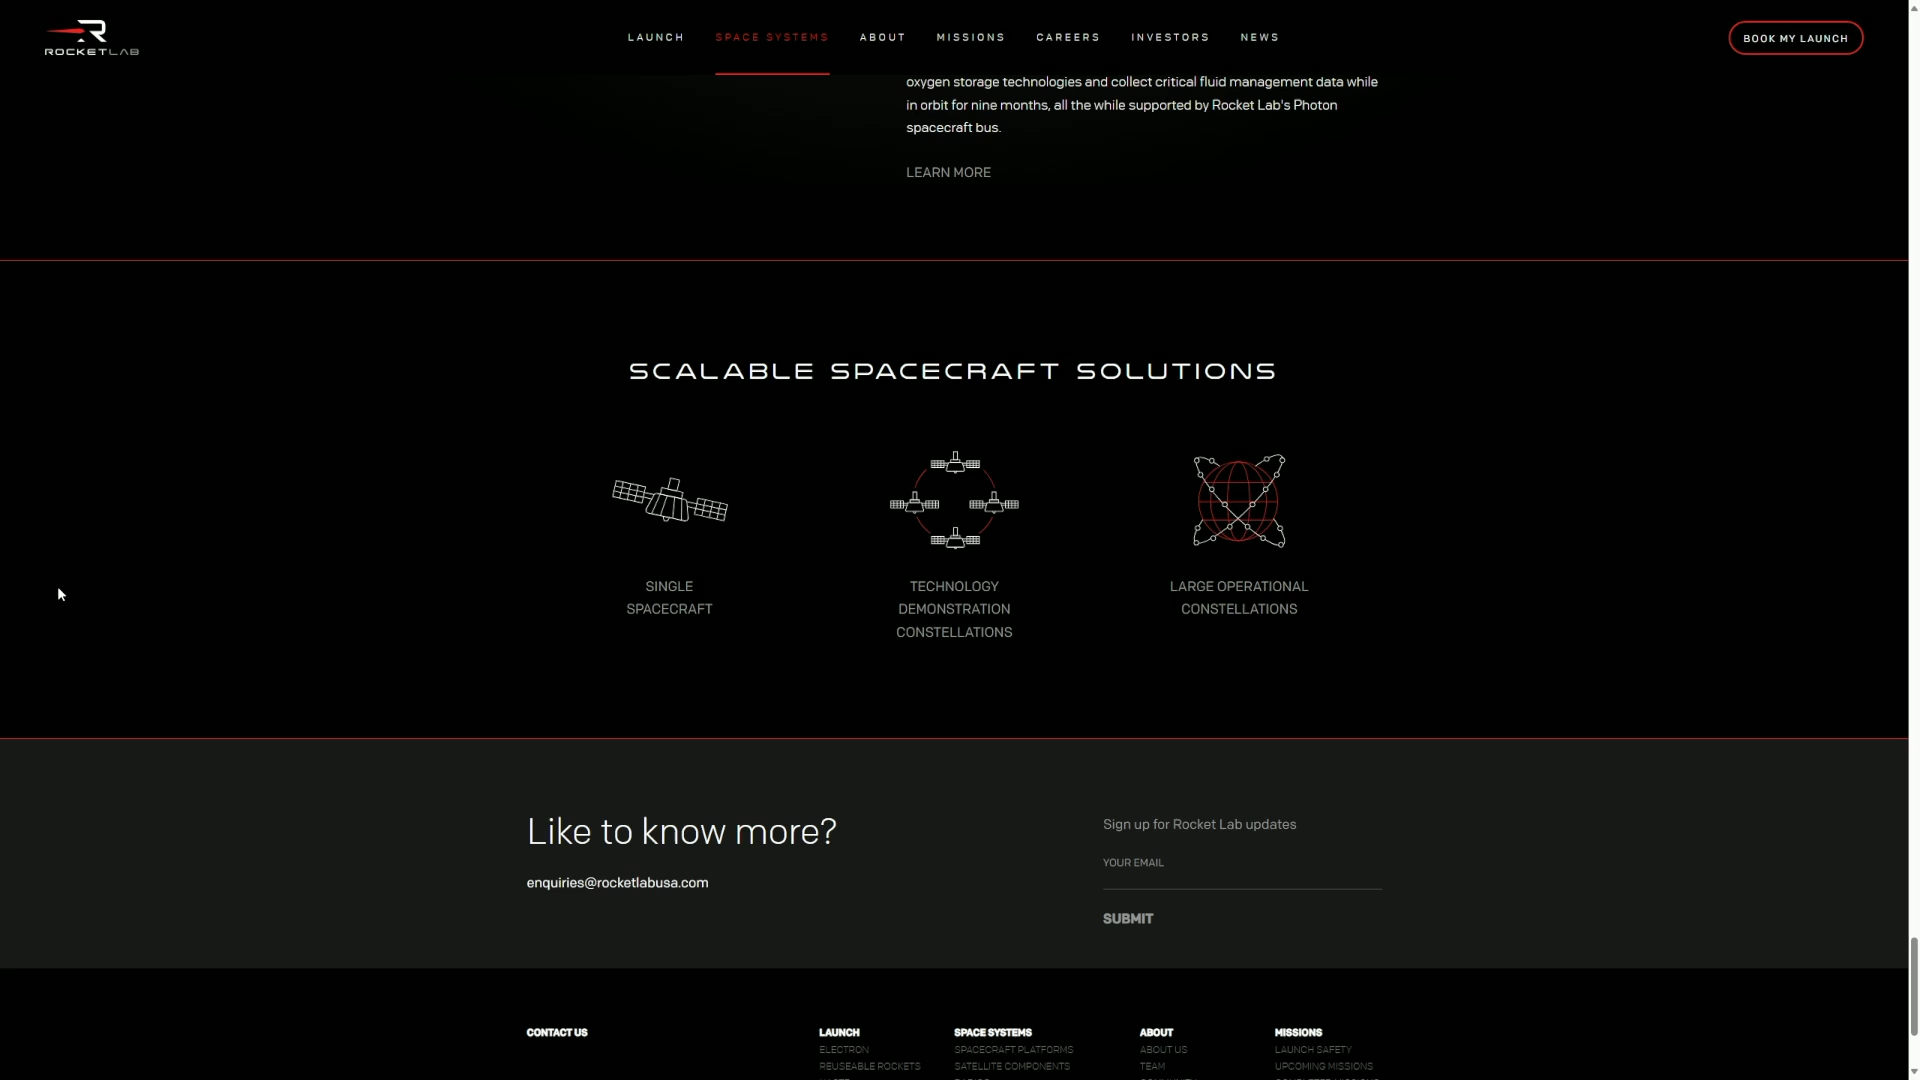 ROCKETLAB
LAUNCH
SPACE SYSTEMS
ABOUT
MISSIONS
CAREERS
INVESTORS
NEWS
BOOK MY LAUNCH
oxygen storage technologies and collect critical fluid management data while
in orbit for nine months, all the while supported by Rocket Lab's Photon
spacecraft bus.
LEARN MORE
SCALABLE SPACECRAFT SOLUTIONS
SINGLE
SPACECRAFT
TECHNOLOGY
DEMONSTRATION
CONSTELLATIONS
LARGE OPERATIONAL
CONSTELLATIONS
Like to know more?
enquiries@rocketlabusa.com
Sign up for Rocket Lab updates
YOUR EMAIL
SUBMIT
CONTACT US
LAUNCH
ELECTRON
REUSEABLE ROCKETS
SPACE SYSTEMS
SPACECRAFT PLATFORMS
SATELLITE COMPONENTS
ABOUT
ABOUT US
TEAM
MISSIONS
LAUNCH SAFETY
UPCOMING MISSIONS